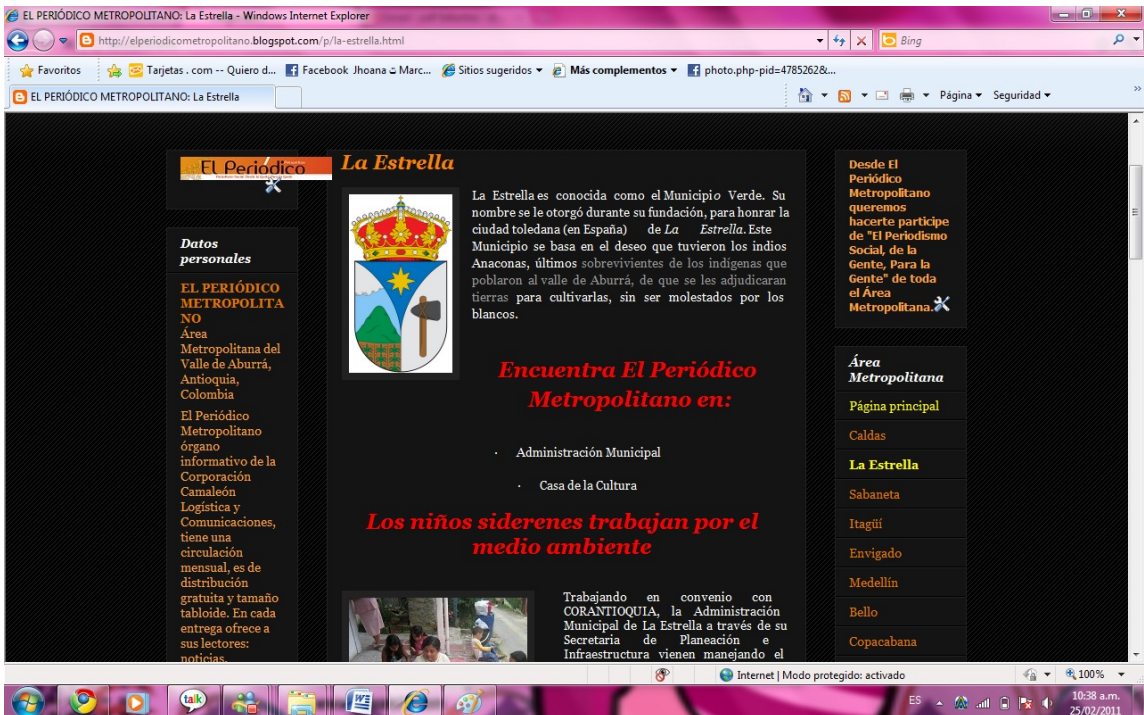 EL PERIÓDICO METROPOLITANO: La Estrella - Windows Internet Explorer
http://elperiodicometropolitano.blogspot.com/p/la-estrella.html
Bing
Favoritos
Tarjetas . com -- Quiero d...
Facebook Jhoana ت Marc...
Sitios sugeridos
Más complementos
photo.php-pid=4785262&...
EL PERIÓDICO METROPOLITANO: La Estrella
Página
Seguridad
El Periódico
Datos
personales
EL PERIÓDICO
METROPOLITA
NO
Área
Metropolitana del
Valle de Aburrá,
Antioquia,
Colombia
El Periódico
Metropolitano
órgano
informativo de la
Corporación
Camaleón
Logística y
Comunicaciones,
tiene una
circulación
mensual, es de
distribución
gratuita y tamaño
tabloide. En cada
entrega ofrece a
sus lectores:
noticias,
La Estrella
La Estrella es conocida como el Municipio Verde. Su
nombre se le otorgó durante su fundación, para honrar la
ciudad toledana (en España) de La Estrella. Este
Municipio se basa en el deseo que tuvieron los indios
Anaconas, últimos sobrevivientes de los indígenas que
poblaron al valle de Aburrá, de que se les adjudicaran
tierras para cultivarlas, sin ser molestados por los
blancos.
Encuentra El Periódico
Metropolitano en:
· Administración Municipal
· Casa de la Cultura
Los niños siderenes trabajan por el
medio ambiente
Trabajando en convenio con
CORANTIOQUIA, la Administración
Municipal de La Estrella a través de su
Secretaria de Planeación e
Infraestructura vienen manejando el
Desde El
Periódico
Metropolitano
queremos
hacerte participe
de "El Periodismo
Social, de la
Gente, Para la
Gente" de toda
el Área
Metropolitana.
Área
Metropolitana
Página principal
Caldas
La Estrella
Sabaneta
Itagüí
Envigado
Medellín
Bello
Copacabana
Internet | Modo protegido: activado
100%
talk
ES
10:38 a.m.
25/02/2011